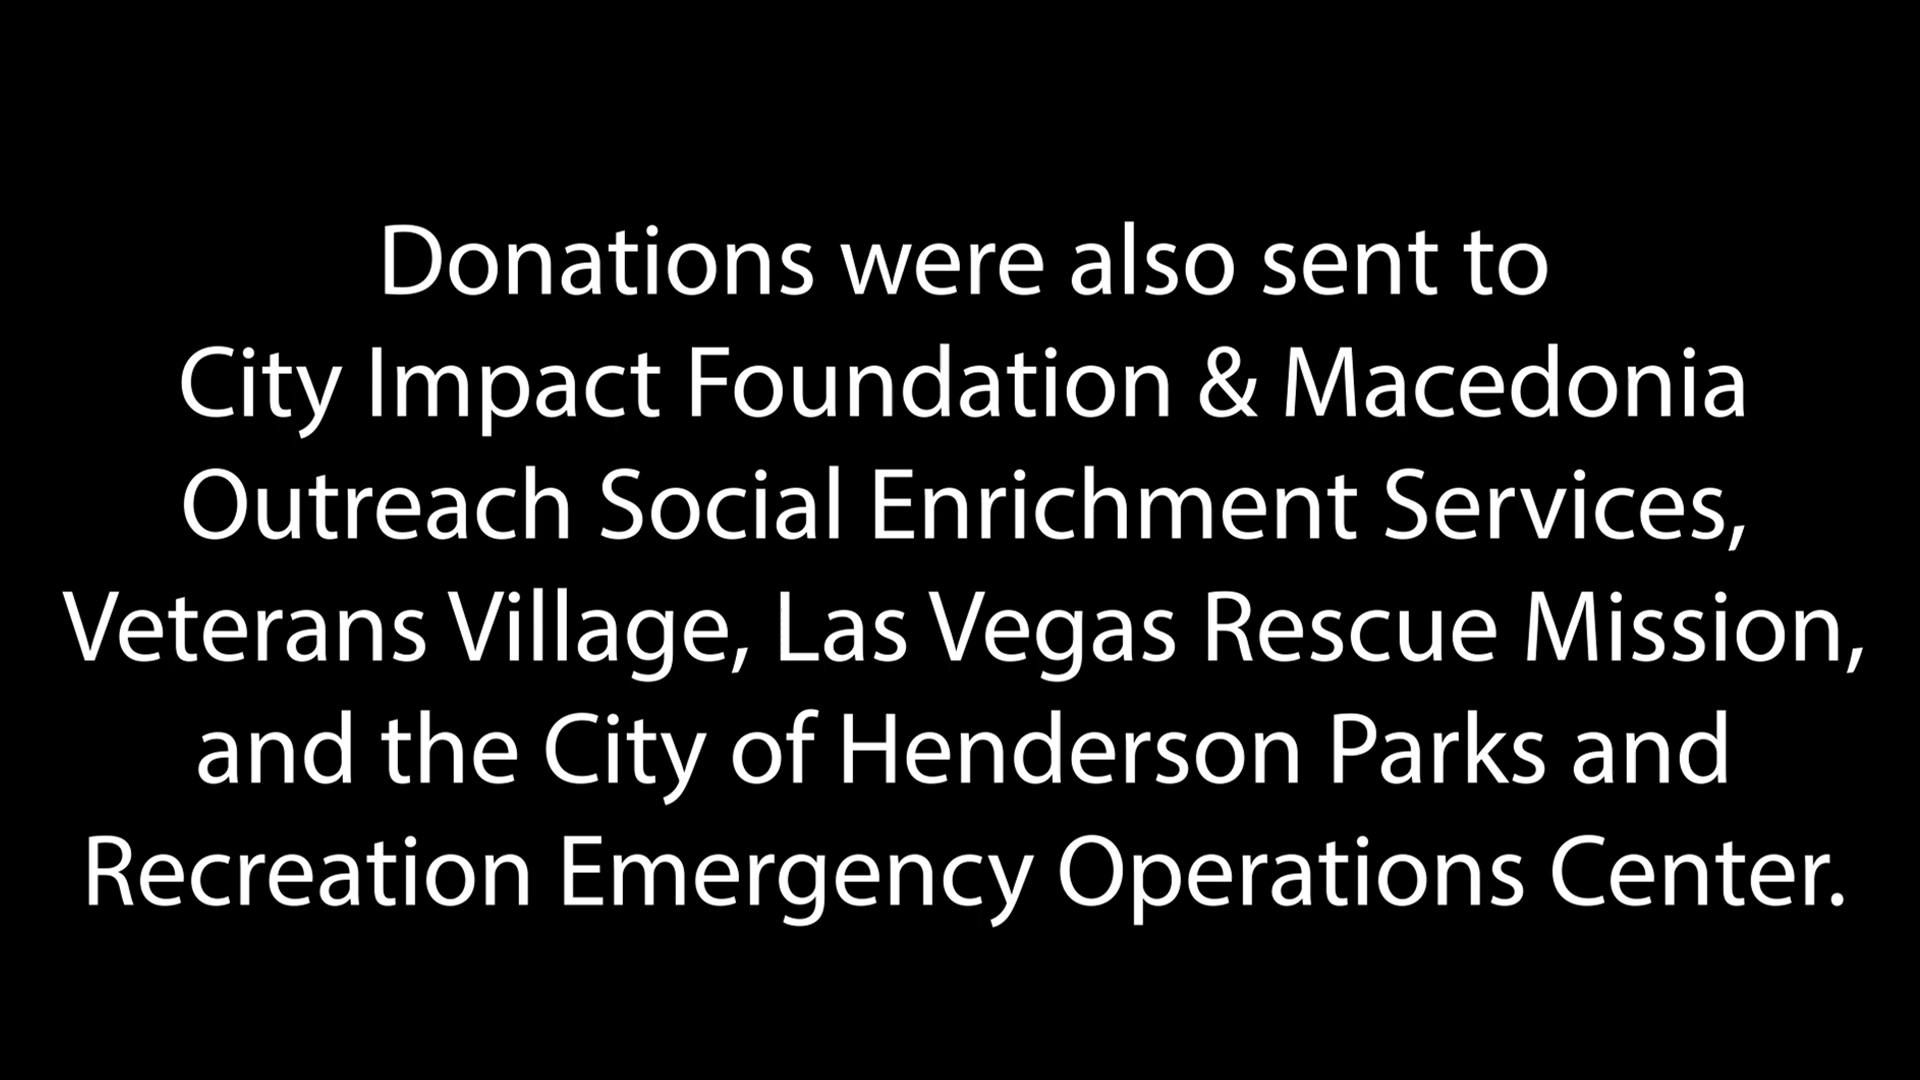 Donations were also sent to
City Impact Foundation & Macedonia
Outreach Social Enrichment Services,
Veterans Village, Las Vegas Rescue Mission,
and the City of Henderson Parks and
Recreation Emergency Operations Center.